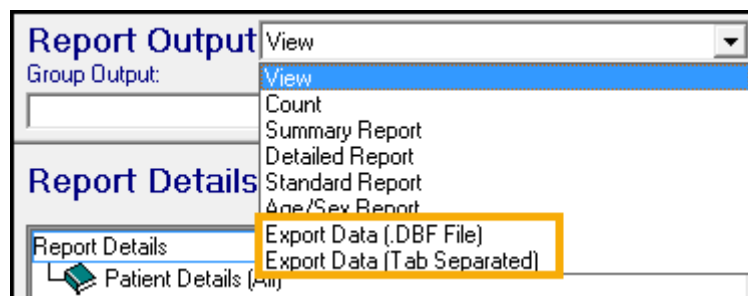 Report Output View
Group Output:
View
Count
Summary Report
Detailed Report
Report Details Standard Report
Age/Sex Report
Report Details Export Data (.DBF File)
Export Data (Tab Separated)
Patient Details (All)